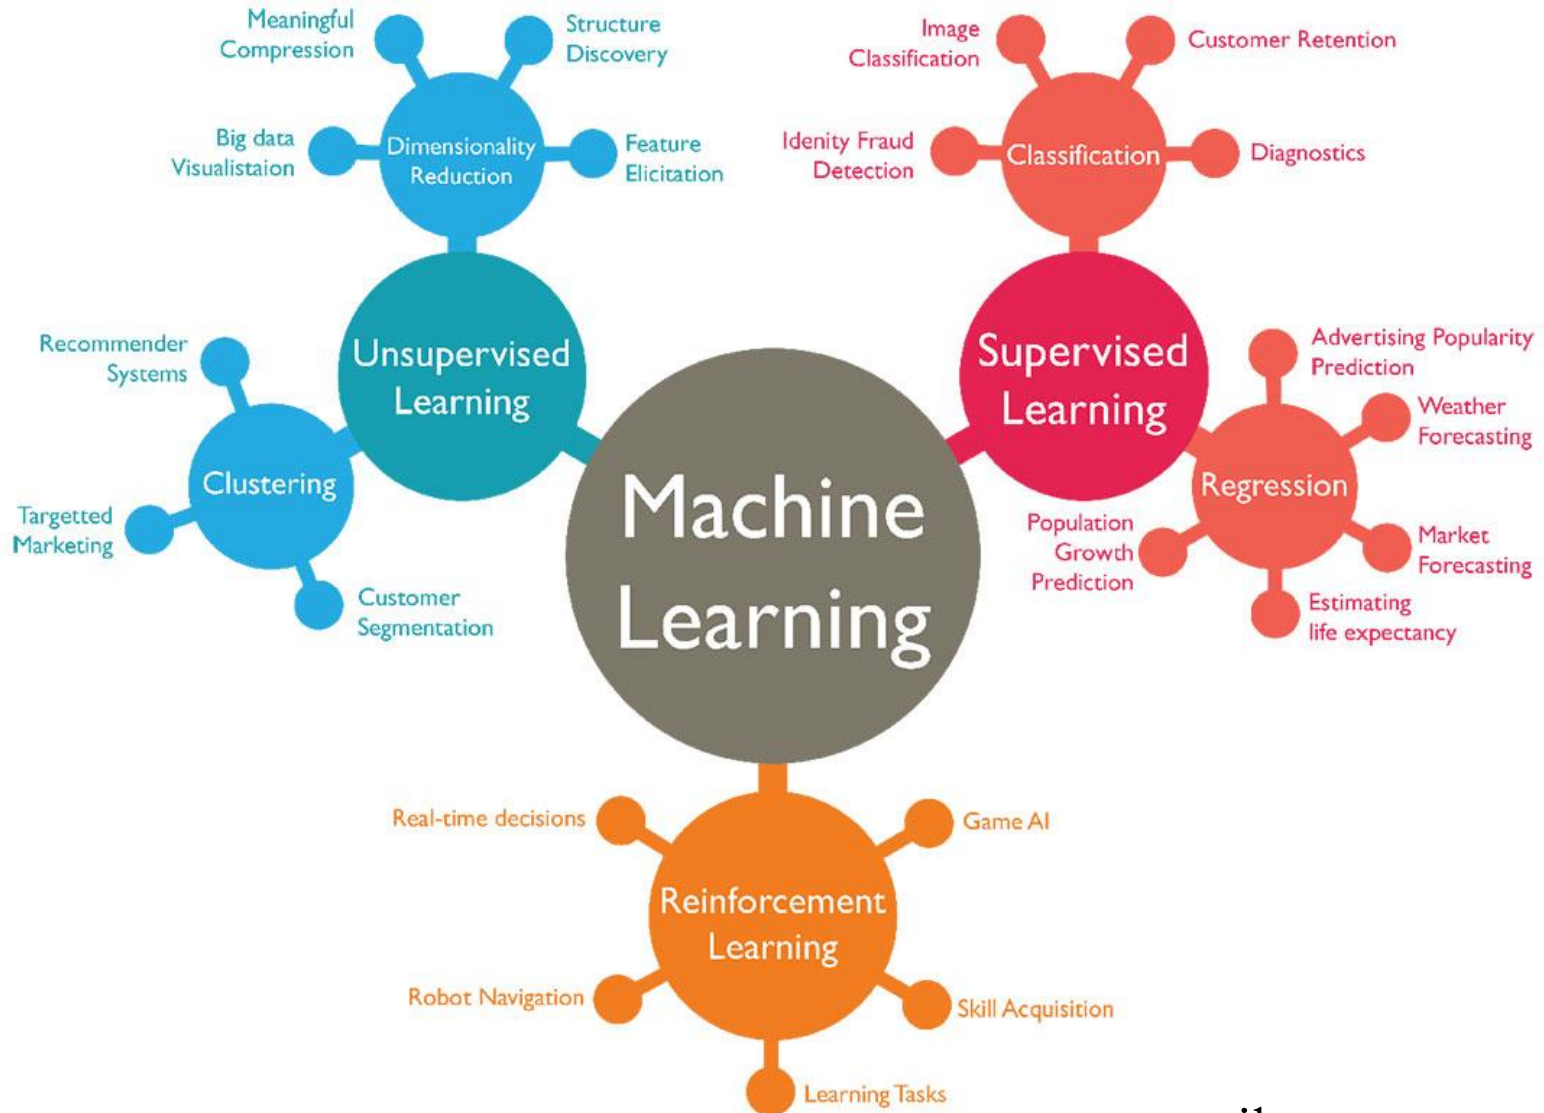 Meaningful
Compression
Structure
Discovery
Big data
Visualistaion
Dimensionality
Reduction
Feature
Elicitation
Image
Classification
Customer Retention
Idenity Fraud
Detection
Classification
Diagnostics
Recommender
Systems
Unsupervised
Learning
Clustering
Targetted
Marketing
Customer
Segmentation
Supervised
Learning
Advertising Popularity
Prediction
Weather
Forecasting
Regression
Population
Growth
Prediction
Market
Forecasting
Estimating
life expectancy
Machine
Learning
Real-time decisions
Game AI
Reinforcement
Learning
Robot Navigation
Skill Acquisition
Learning Tasks